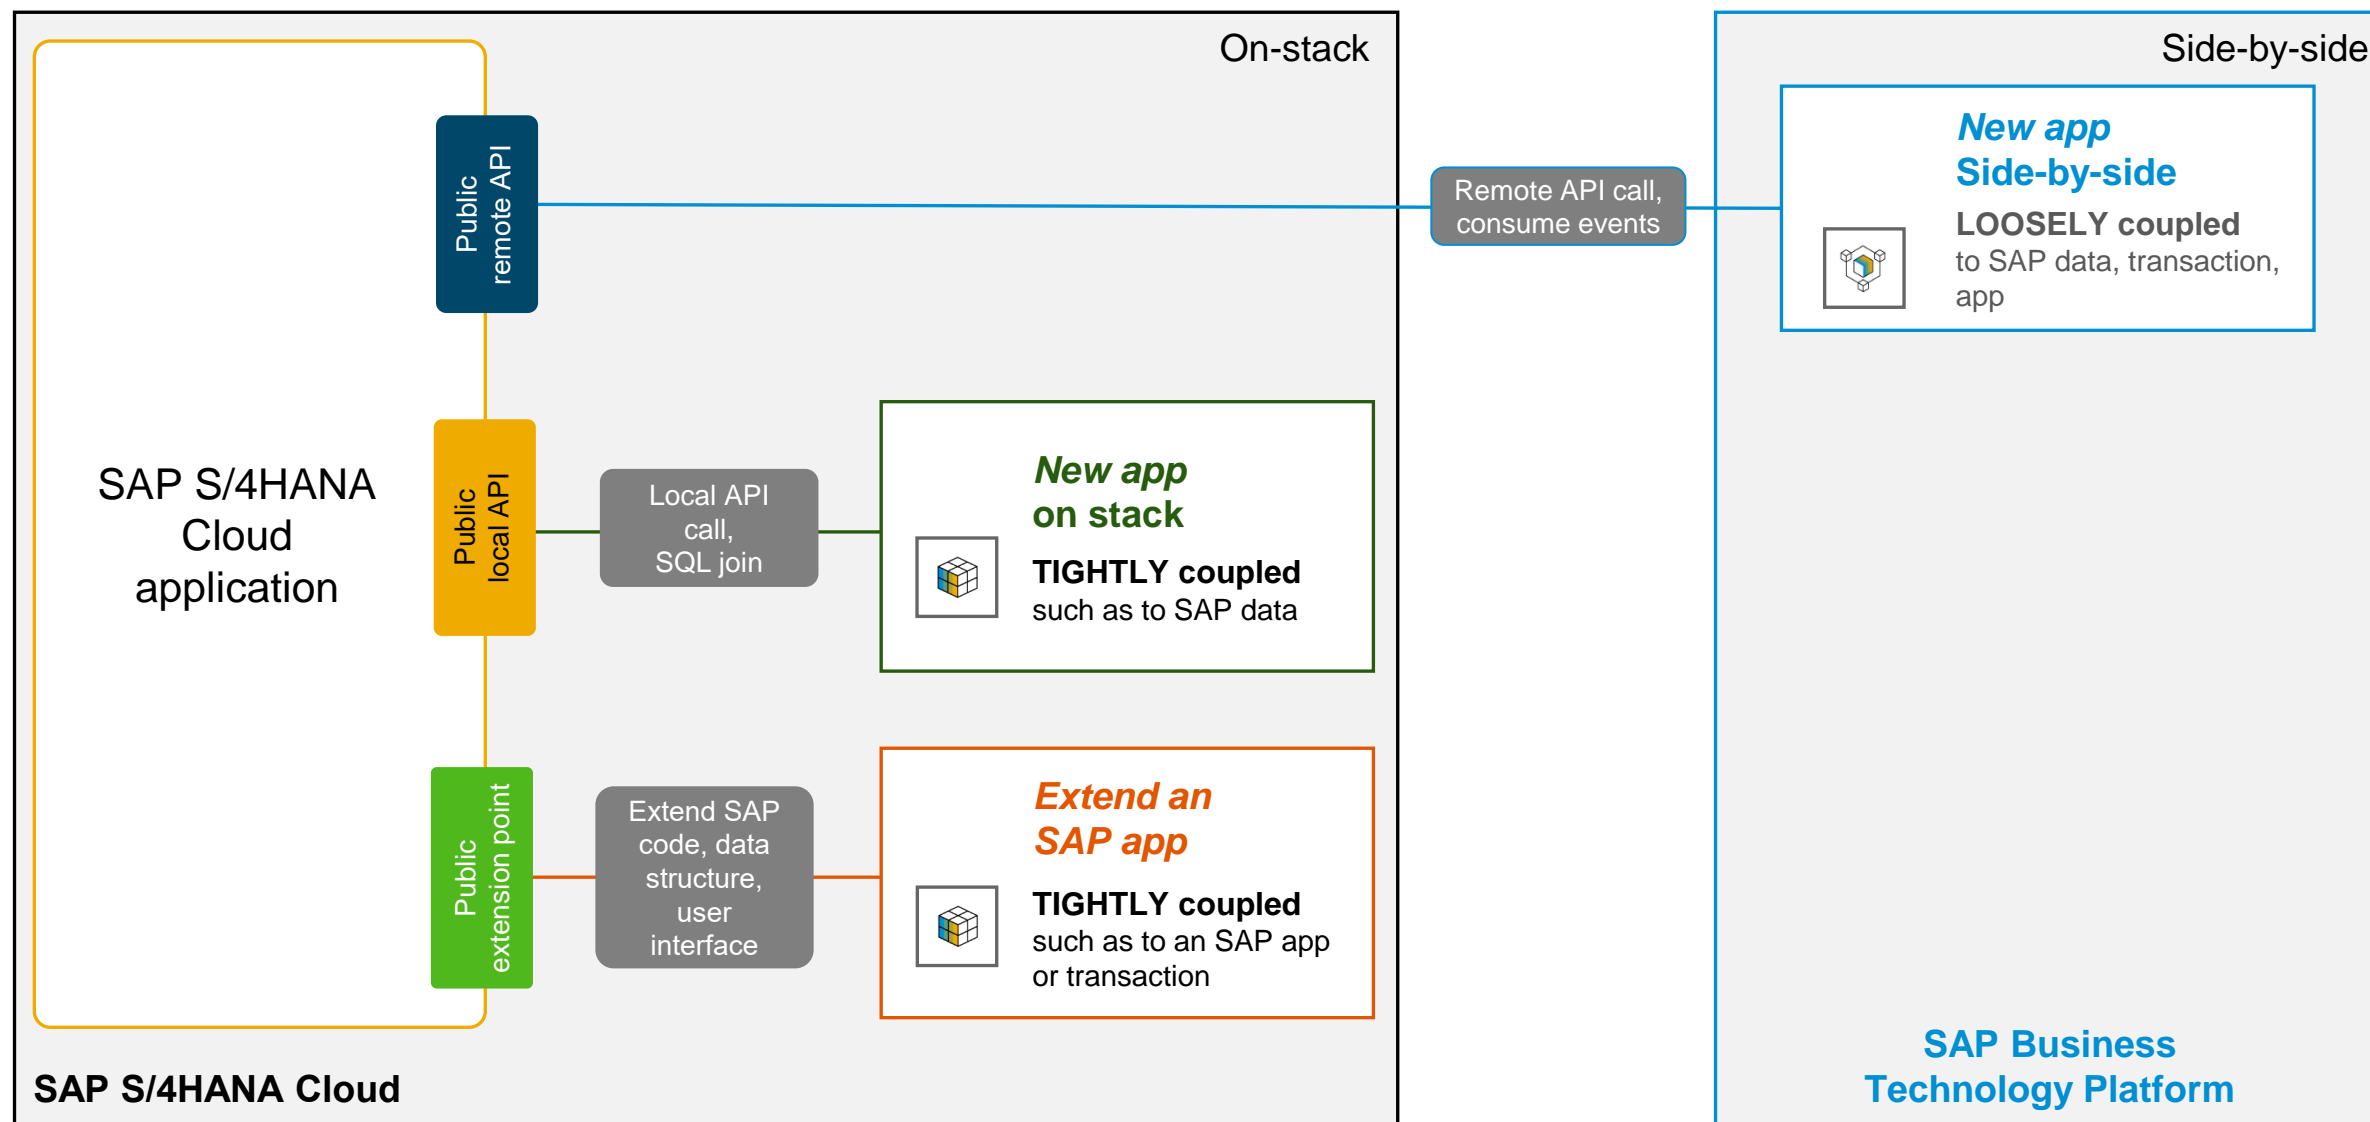 On-stack
Side-by-side
Public
remote API
Remote API call,
consume events
New app
Side-by-side
LOOSELY coupled
to SAP data, transaction,
app
SAP S/4HANA
Cloud
application
Public
local API
Local API
call,
SQL join
New app
on stack
TIGHTLY coupled
such as to SAP data
Public
extension point
Extend SAP
code, data
structure,
user
interface
Extend an
SAP app
TIGHTLY coupled
such as to an SAP app
or transaction
SAP S/4HANA Cloud
SAP Business
Technology Platform